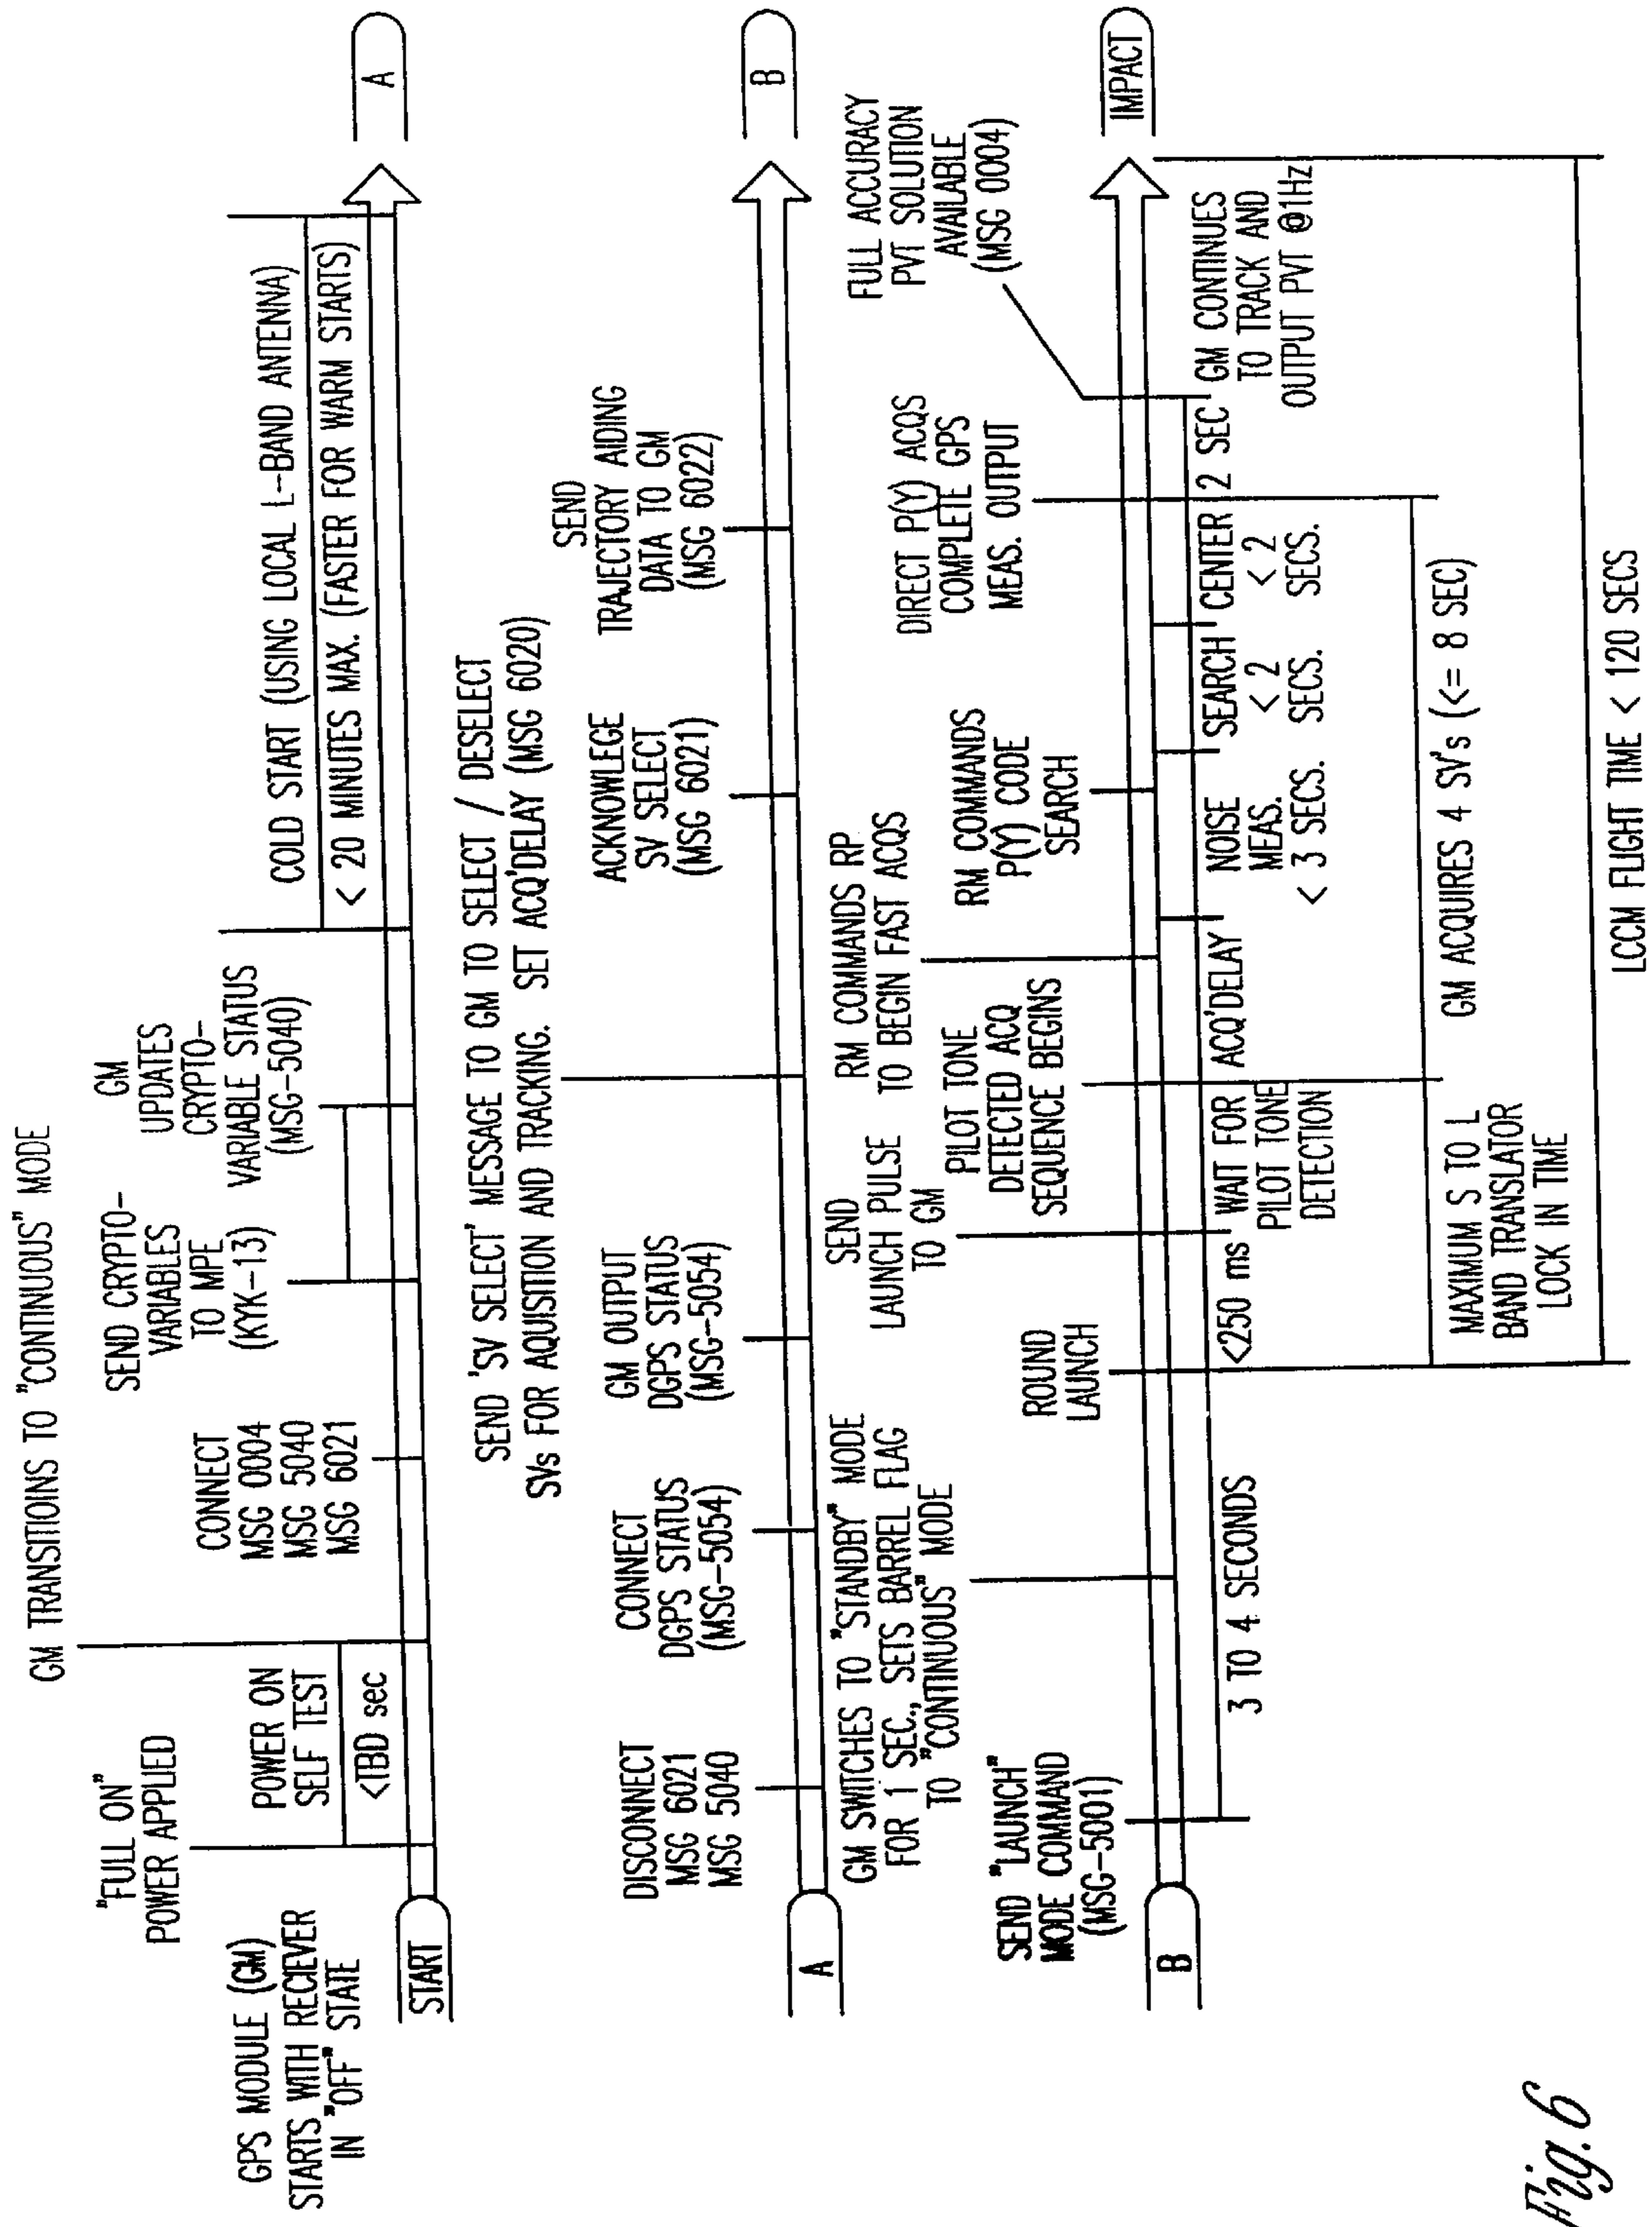 GM TRANSITIOINS TO "CONTINUOUS" MODE
"FULL ON"
POWER APPLIED
GPS MODULE (GM)
STARTS WITH RECIEVER
IN "OFF" STATE
START
POWER ON
SELF TEST
<TBD sec
CONNECT
MSG 0004
MSG 5040
MSG 6021
SEND CRYPTO-
VARIABLES
TO MPE
(KYK-13)
GM
UPDATES
CRYPTO-
VARIABLE STATUS
(MSG-5040)
COLD START (USING LOCAL L-BAND ANTENNA)
< 20 MINUTES MAX. (FASTER FOR WARM STARTS)
A
SEND 'SV SELECT' MESSAGE TO GM TO SELECT / DESELECT
SVs FOR AQUISITION AND TRACKING. SET ACQ'DELAY (MSG 6020)
A
DISCONNECT
MSG 6021
MSG 5040
CONNECT
DGPS STATUS
(MSG-5054)
GM OUTPUT
DGPS STATUS
(MSG-5054)
ACKNOWLEGE
SV SELECT
(MSG 6021)
SEND
TRAJECTORY AIDING
DATA TO GM
(MSG 6022)
B
B
SEND "LAUNCH"
MODE COMMAND
(MSG-5001)
GM SWITCHES TO "STANDBY" MODE
FOR 1 SEC., SETS BARREL FLAG
TO "CONTINUOUS" MODE
3 TO 4 SECONDS
ROUND
LAUNCH
<250 ms
SEND
LAUNCH PULSE
TO GM
WAIT FOR
PILOT TONE
DETECTION
PILOT TONE
DETECTED ACQ
SEQUENCE BEGINS
ACQ'DELAY
RM COMMANDS RP
TO BEGIN FAST ACQS
NOISE
MEAS.
< 3 SECS.
RM COMMANDS
P(Y) CODE
SEARCH
SEARCH
< 2
SECS.
CENTER
< 2
SECS.
DIRECT P(Y) ACQS
COMPLETE GPS
MEAS. OUTPUT
2 SEC
FULL ACCURACY
PVT SOLUTION
AVAILABLE
(MSG 0004)
GM CONTINUES
TO TRACK AND
OUTPUT PVT @1Hz
IMPACT
MAXIMUM S TO L
BAND TRANSLATOR
LOCK IN TIME
GM ACQUIRES 4 SV's (<= 8 SEC)
LCCM FLIGHT TIME < 120 SECS
Fig. 6